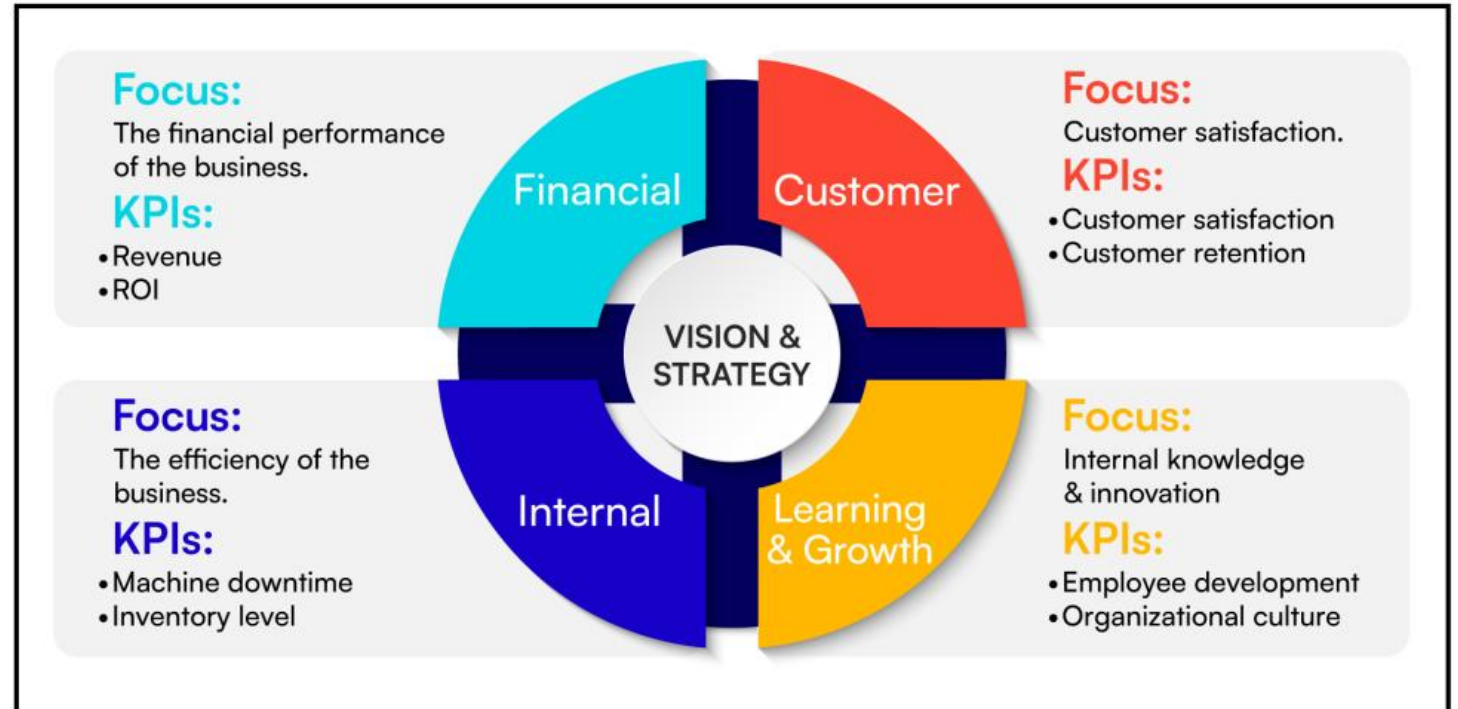 Focus:
The financial performance
of the business.
KPIs:
•Revenue
•ROI
Financial
Customer
Focus:
Customer satisfaction.
KPIs:
•Customer satisfaction
•Customer retention
VISION &
STRATEGY
Focus:
The efficiency of the
business.
KPIs:
•Machine downtime
•Inventory level
Internal
Learning
& Growth
Focus:
Internal knowledge
& innovation
KPIs:
•Employee development
•Organizational culture